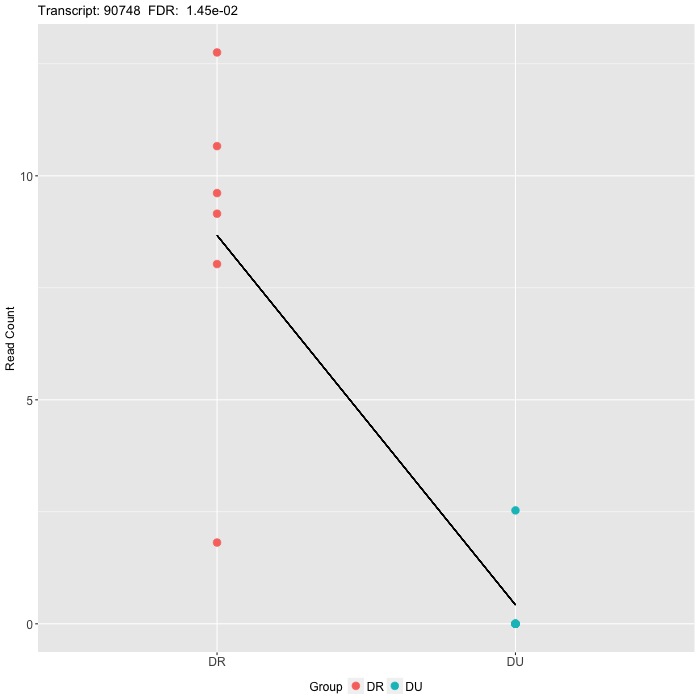 Transcript: 90748 FDR: 1.45e-02
10
5
0
Read Count
DR DU
Group DR DU